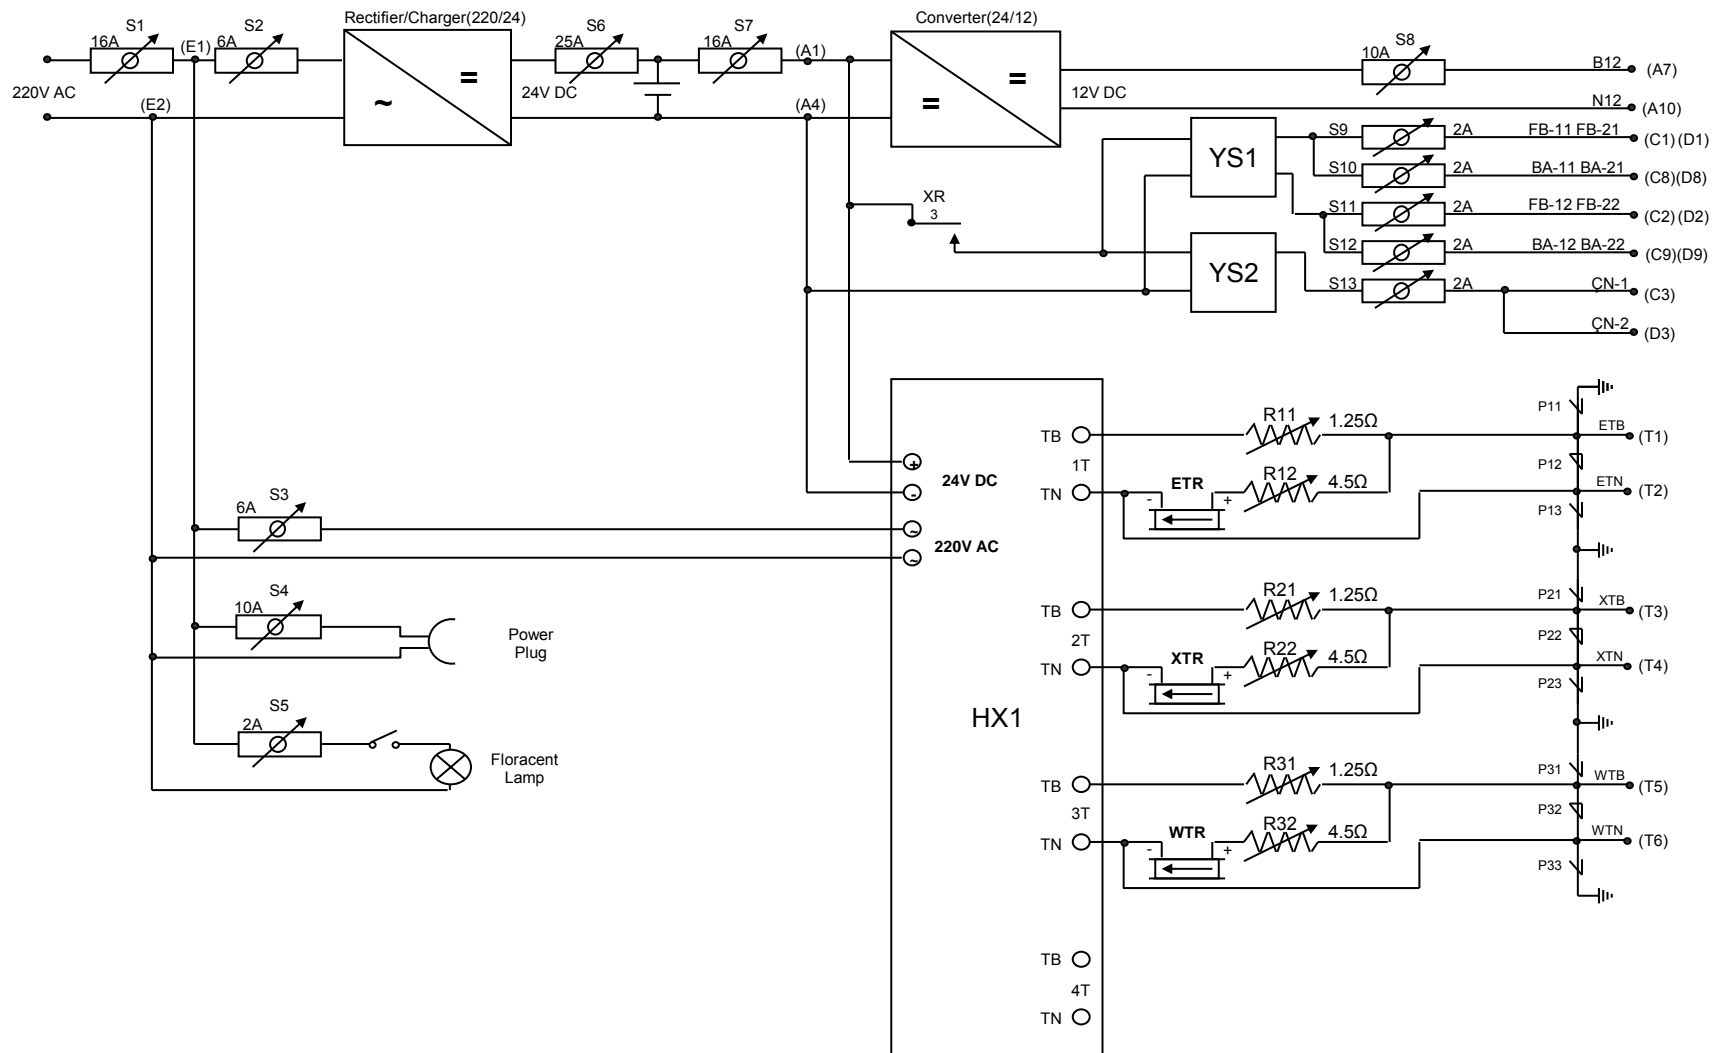 Rectifier/Charger(220/24)
Converter(24/12)
S1
16A
(E1)
S2
6A
S6
25A
S7
16A
(A1)
S8
10A
B12
(A7)
=
~
=
=
220V AC
(E2)
24V DC
(A4)
12V DC
N12
(A10)
YS1
S9
2A
FB-11 FB-21
(C1)(D1)
S10
2A
BA-11 BA-21
(C8)(D8)
XR
3
S11
2A
FB-12 FB-22
(C2)(D2)
S12
2A
BA-12 BA-22
(C9)(D9)
YS2
S13
2A
ÇN-1
(C3)
ÇN-2
(D3)
P11
R11
1.25Ω
ETB
(T1)
TB
1T
P12
TN
ETR
-
+
R12
4.5Ω
ETN
(T2)
P13
+
24V DC
-
S3
6A
~
220V AC
~
S4
10A
Power
Plug
P21
TB
R21
1.25Ω
XTB
(T3)
2T
P22
TN
XTR
-
+
R22
4.5Ω
XTN
(T4)
P23
HX1
S5
2A
Floracent
Lamp
P31
TB
R31
1.25Ω
WTB
(T5)
3T
P32
TN
WTR
-
+
R32
4.5Ω
WTN
(T6)
P33
TB
4T
TN